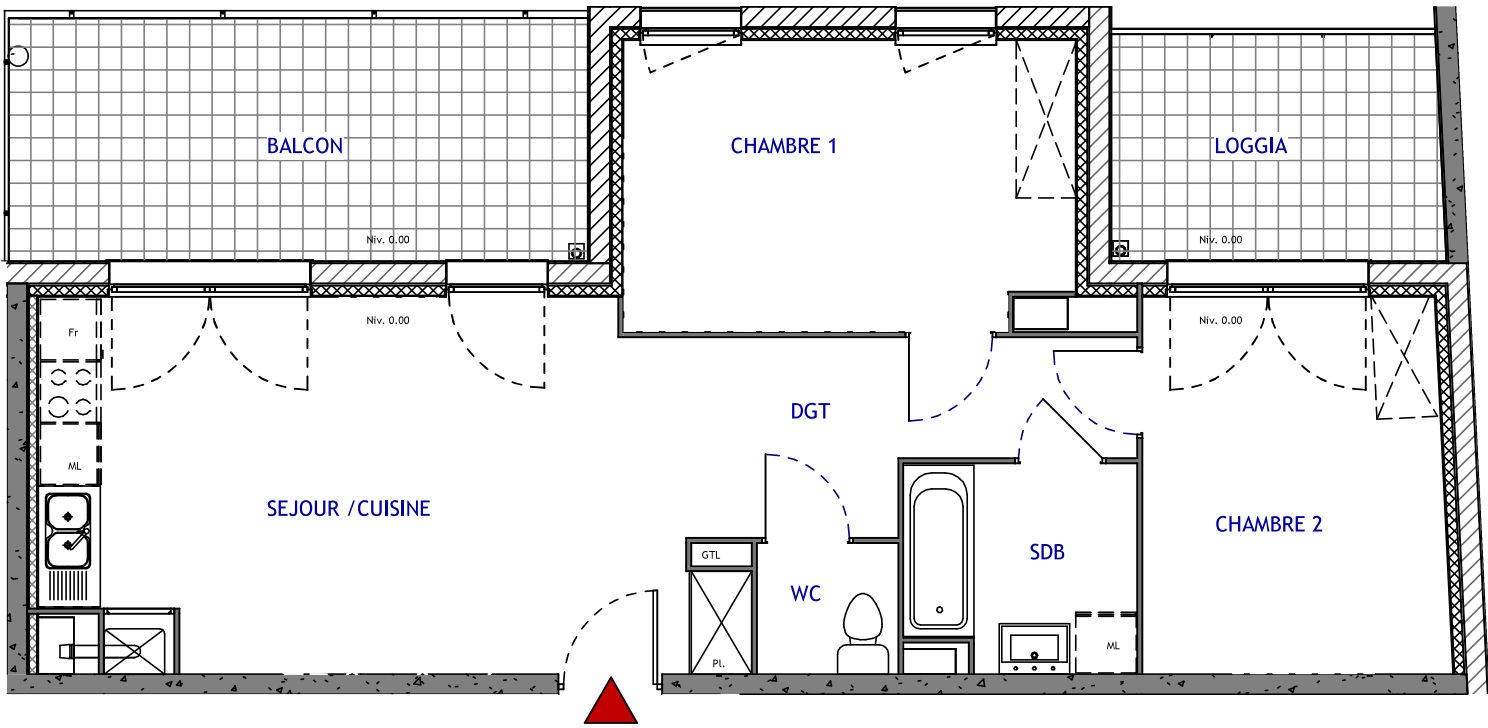 BALCON
CHAMBRE 1
LOGGIA
Niv. 0.00
Niv. 0.00
Niv. 0.00
Niv. 0.00
Fr
DGT
ML
SEJOUR /CUISINE
CHAMBRE 2
GTL
SDB
WC
ML
PL.